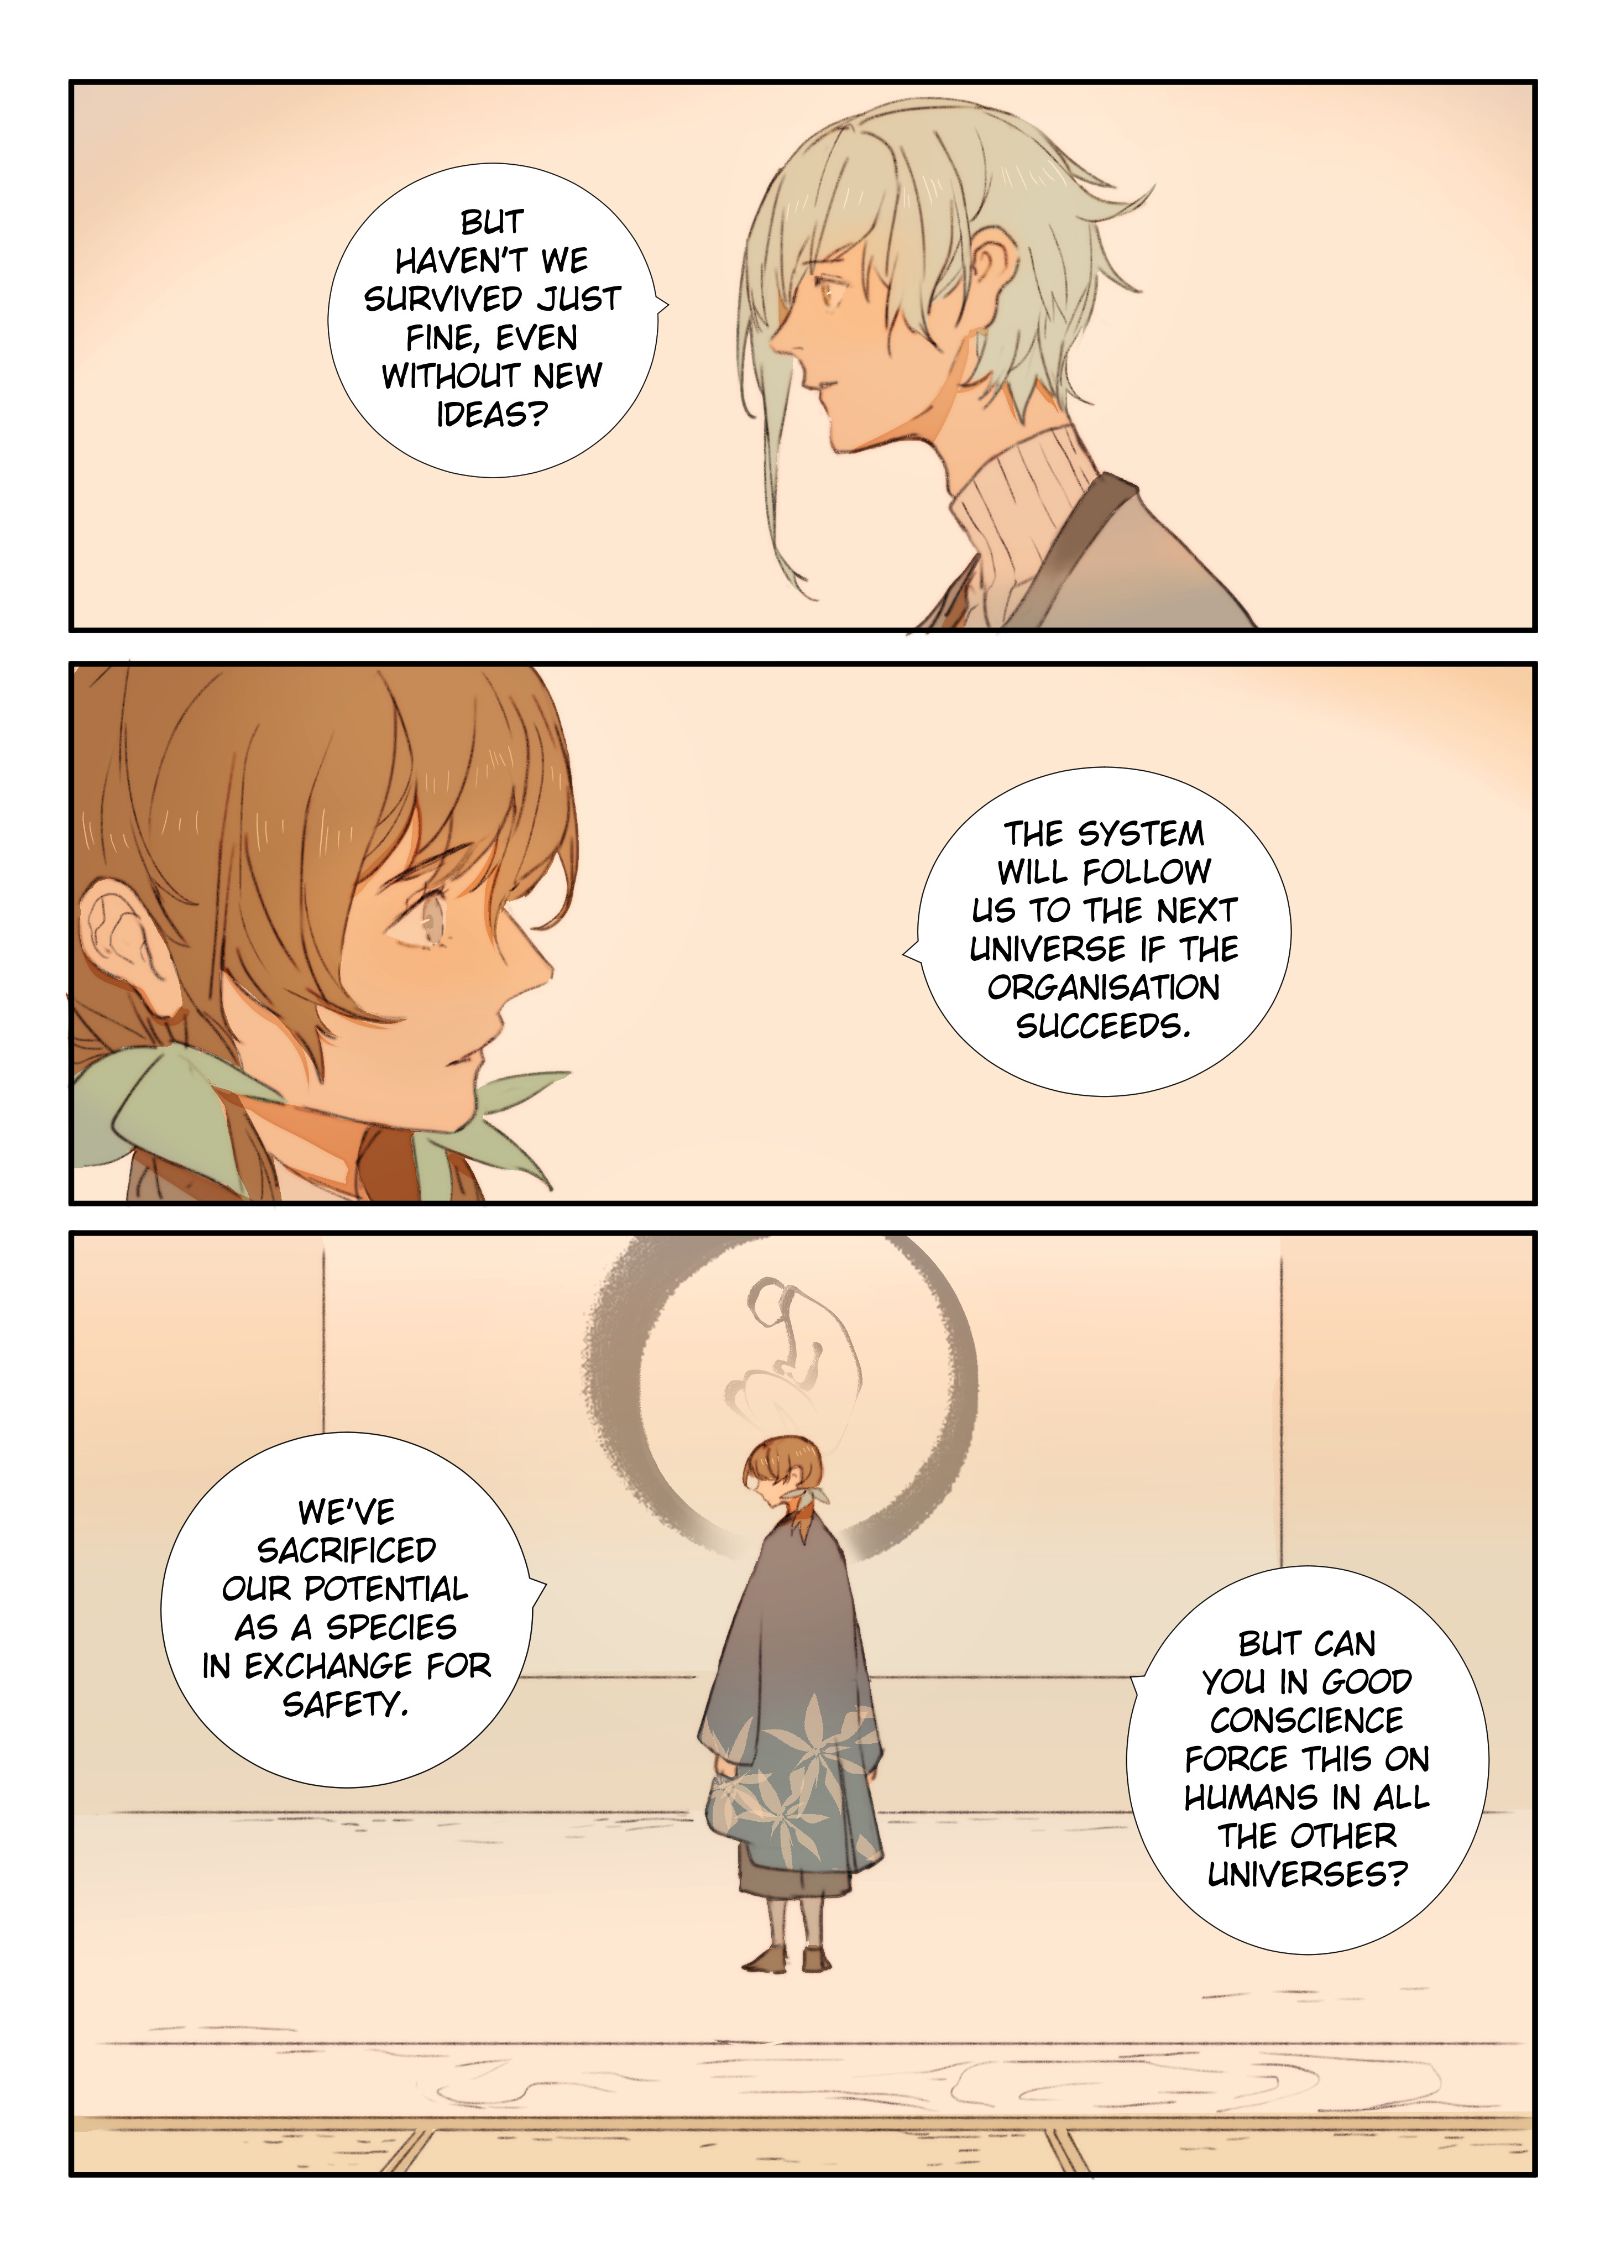 BUT
HAVEN'T WE
SURVIVED JUST
FINE, EVEN
WITHOUT NEW
IDEAS?
THE SYSTEM
WILL FOLLOW
US TO THE NEXT
UNIVERSE IF THE
ORGANISATION
SUCCEEDS.
WE'VE
SACRIFICED
OUR POTENTIAL
AS A SPECIES
IN EXCHANGE FOR
SAFETY.
BUT CAN
YOU IN GOOD
CONSCIENCE
FORCE THIS ON
HUMANS IN ALL
THE OTHER
UNIVERSES?